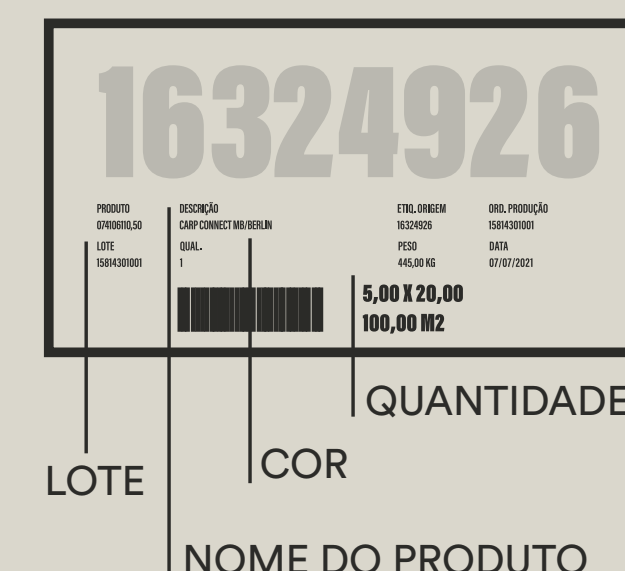 16324926
PRODUTO
074106110,50
DESCRIÇÃO
CARP CONNECT MB/BERLIN
ETIQ. ORIGEM
16324926
ORD. PRODUÇÃO
15814301001
LOTE
15814301001
QUAL.
1
PESO
445,00 KG
DATA
07/07/2021
5,00 X 20,00
100,00 M2
QUANTIDADE
COR
LOTE
NOME DO PRODUTO